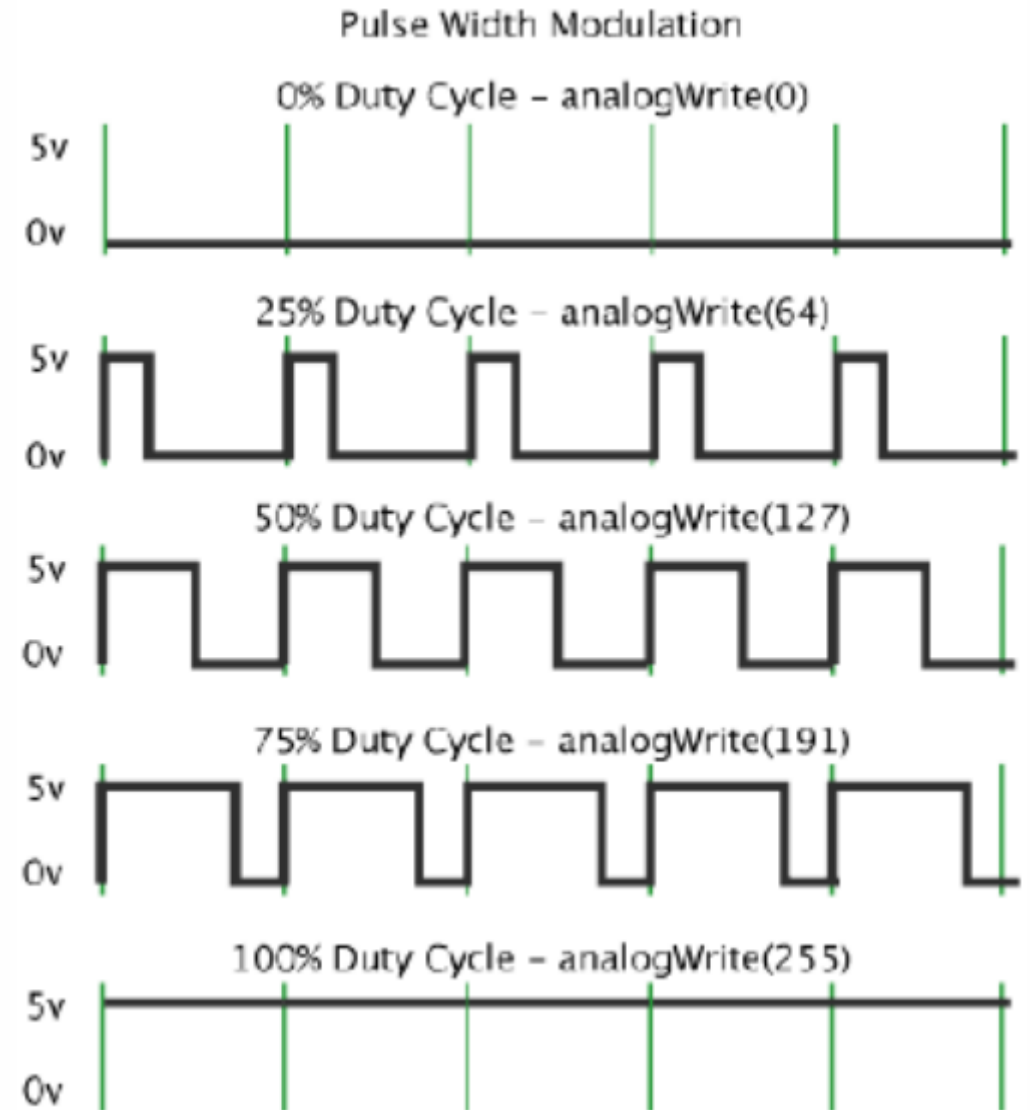 Pulse Width Modulation
0% Duty Cycle – analogWrite(0)
5v
0v
25% Duty Cycle – analogWrite(64)
5v
0v
50% Duty Cycle – analogWrite(127)
5v
0v
75% Duty Cycle – analogWrite(191)
5v
0v
100% Duty Cycle – analogWrite(255)
5v
0v